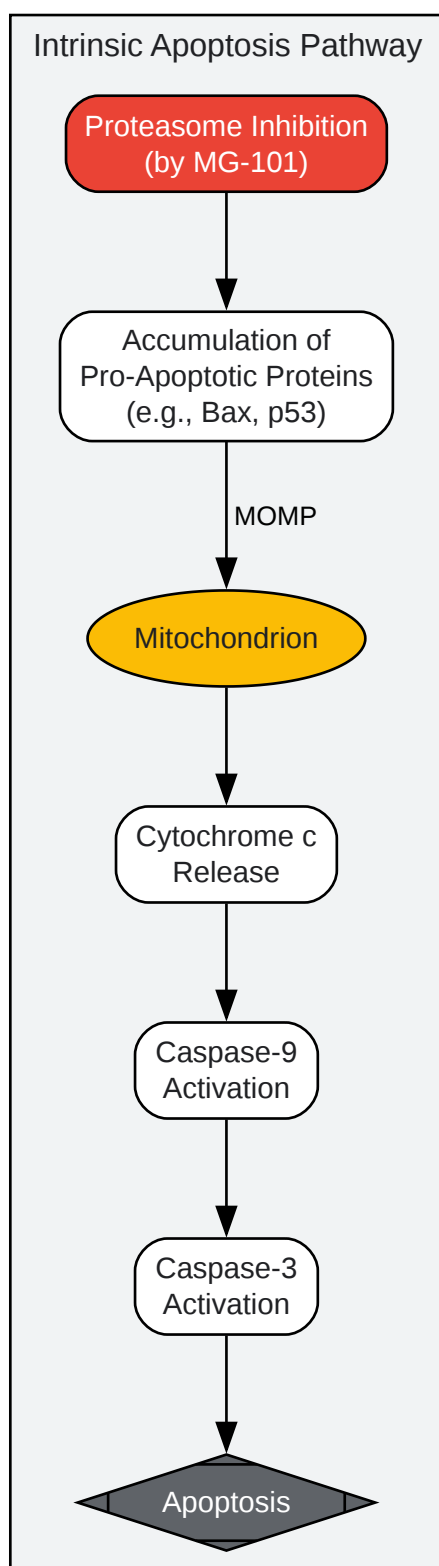 Intrinsic Apoptosis Pathway
Proteasome Inhibition
(by MG-101)
Accumulation of
Pro-Apoptotic Proteins
(e.g., Bax, p53)
MOMP
Mitochondrion
Cytochrome c
Release
Caspase-9
Activation
Caspase-3
Activation
Apoptosis